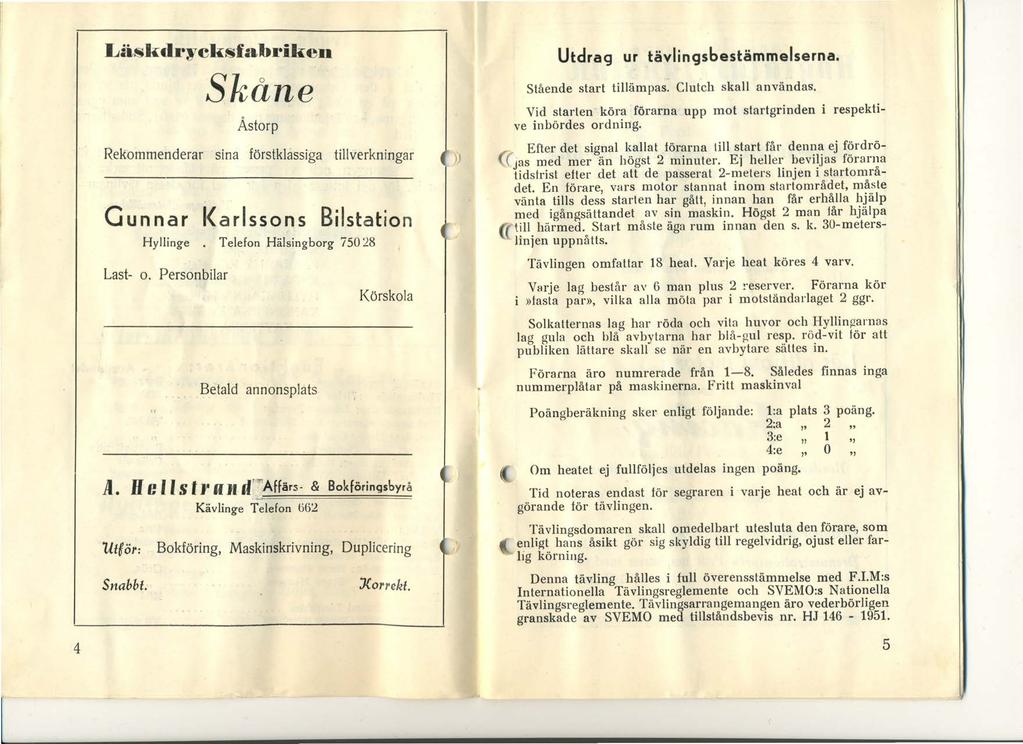 Läskdrycksfabriken
Skåne
Åstorp
Rekommenderar sina förstklassiga tillverkningar
Gunnar Karlssons Bilstation
Hyllinge . Telefon Hälsingborg 750 28
Last- o. Personbilar
Körskola
Betald annonsplats
A. Hellstrand Affärs- & Bokföringsbyrå
Kävlinge Telefon 662
Utför: Bokföring, Maskinskrivning, Duplicering
Snabbt. Korrekt.
4
Utdrag ur tävlingsbestämmelserna.
Stående start tillämpas. Clutch skall användas.
Vid starten köra förarna upp mot startgrinden i respekti-
ve inbördes ordning.
Efter det signal kallat förarna till start får denna ej fördrö-
jas med mer än högst 2 minuter. Ej heller beviljas förarna
tidsfrist efter det att de passerat 2-meters linjen i startområ-
det. En förare, vars motor stannat inom startområdet, måste
vänta tills dess starten har gått, innan han får erhålla hjälp
med igångsättandet av sin maskin. Högst 2 man får hjälpa
till härmed. Start måste äga rum innan den s. k. 30-meters-
linjen uppnåtts.
Tävlingen omfattar 18 heat. Varje heat köres 4 varv.
Varje lag består av 6 man plus 2 reserver. Förarna kör
i »fasta par», vilka alla möta par i motståndarlaget 2 ggr.
Solkatternas lag har röda och vita huvor och Hyllingarnas
lag gula och blå avbytarna har blå-gul resp. röd-vit för att
publiken lättare skall se när en avbytare sättes in.
Förarna äro numrerade från 1—8. Således finnas inga
nummerplåtar på maskinerna. Fritt maskinval
Poängberäkning sker enligt följande: 1:a plats 3 poäng.
2:a „ 2 „
3:e „ 1 „
4:e „ 0 „
Om heatet ej fullföljes utdelas ingen poäng.
Tid noteras endast för segraren i varje heat och är ej av-
görande för tävlingen.
Tävlingsdomaren skall omedelbart utesluta den förare, som
enligt hans åsikt gör sig skyldig till regelvidrig, ojust eller far-
lig körning.
Denna tävling hålles i full överensstämmelse med F.I.M:s
Internationella Tävlingsreglemente och SVEMO:s Nationella
Tävlingsreglemente. Tävlingsarrangemangen äro vederbörligen
granskade av SVEMO med tillståndsbevis nr. HJ 146 - 1951.
5